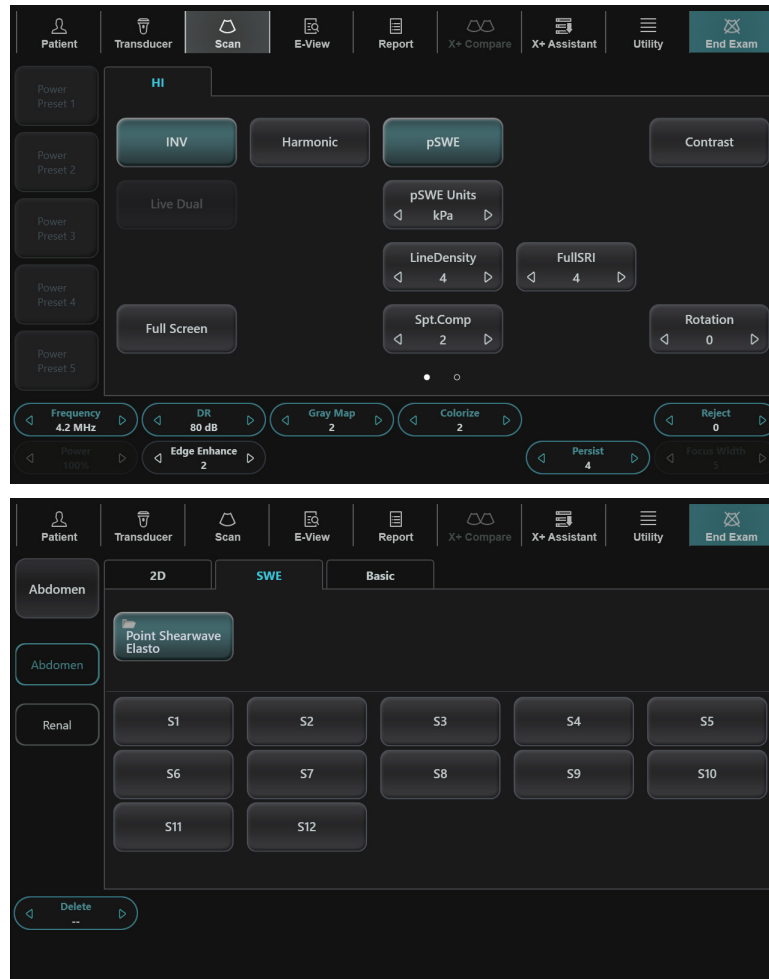 Patient Transducer Scan E-View Report X+ Compare X+ Assistant Utility End Exam
Power
Preset 1
HI
INV Harmonic pSWE Contrast
Power
Preset 2
Live Dual
pSWE Units
kPa
Power
Preset 3
LineDensity FullSRI
4 4
Power
Preset 4
Full Screen
Spt.Comp Rotation
2 0
Power
Preset 5
Frequency DR Gray Map Colorize Reject
4.2 MHz 80 dB 2 2 0
Power Edge Enhance Persist Focus Width
100% 2 4 3
Patient Transducer Scan E-View Report X+ Compare X+ Assistant Utility End Exam
Abdomen
2D SWE Basic
Point Shearwave
Elasto
Abdomen
Renal
S1 S2 S3 S4 S5
S6 S7 S8 S9 S10
S11 S12
Delete
--